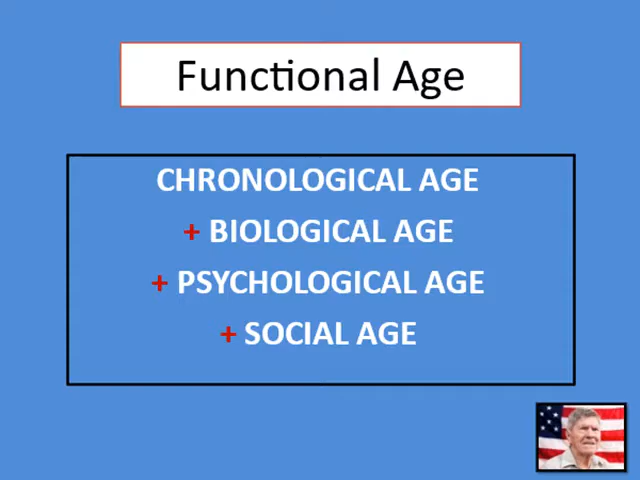 Functional Age
CHRONOLOGICAL AGE
+ BIOLOGICAL AGE
+ PSYCHOLOGICAL AGE
+ SOCIAL AGE